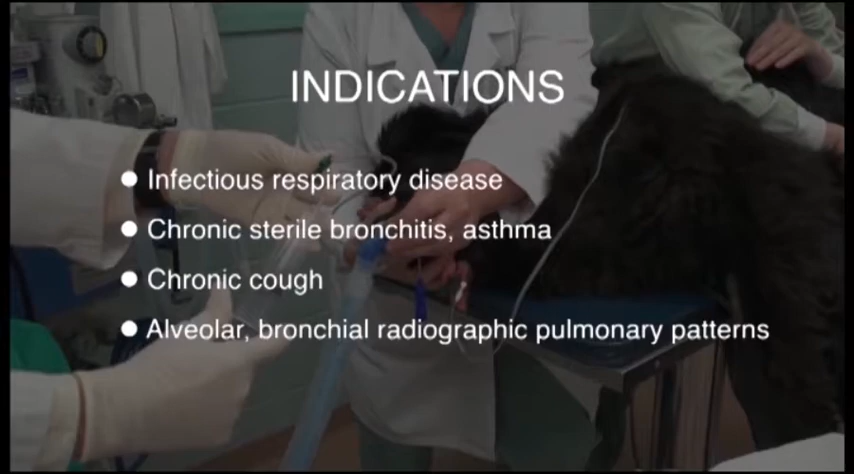 INDICATIONS
● Infectious respiratory disease
● Chronic sterile bronchitis, asthma
● Chronic cough
● Alveolar, bronchial radiographic pulmonary patterns